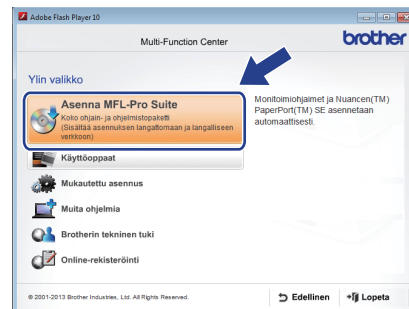 Adobe Flash Player 10
Multi-Function Center
brother
Ylin valikko
Asenna MFL-Pro Suite
Koko ohjain- ja ohjelmistopaketti
(Sisältää asennuksen langattomaan ja langalliseen
verkkoon)
Monitoimiohjaimet ja Nuancen(TM)
PaperPort(TM) SE asennetaan
automaattisesti.
Käyttöoppaat
Mukautettu asennus
Muita ohjelmia
Brotherin tekninen tuki
Online-rekisteröinti
© 2001-2013 Brother Industries, Ltd. All Rights Reserved.
Edellinen
Lopeta